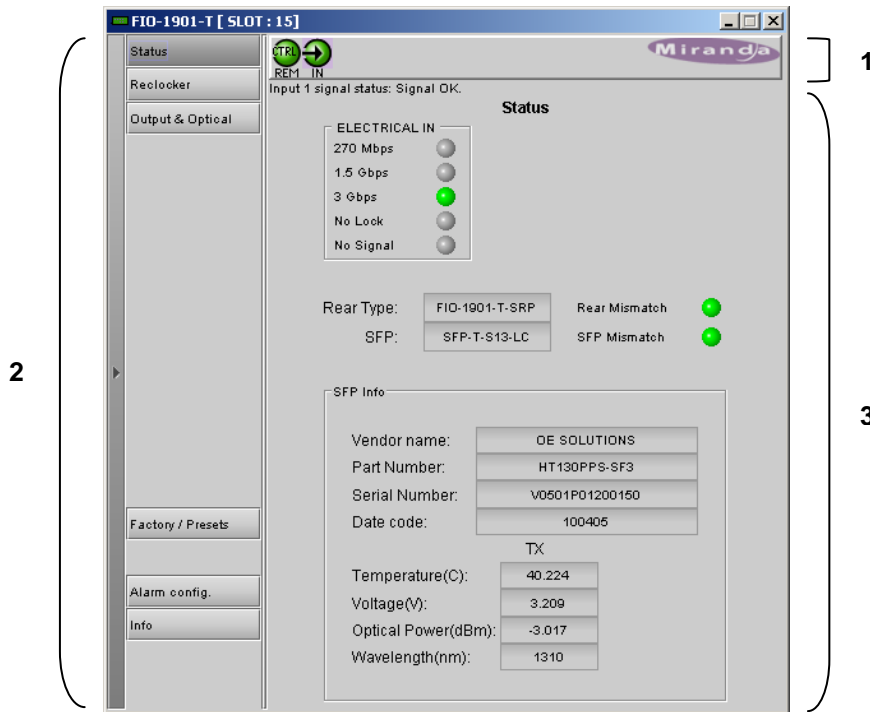 FIO-1901-T [ SLOT : 15]
Status
Reclocker
Output & Optical
Factory / Presets
Alarm config.
Info
CTRL
REM IN
Miranda
Input 1 signal status: Signal OK.
Status
ELECTRICAL IN
270 Mbps
1.5 Gbps
3 Gbps
No Lock
No Signal
Rear Type: FIO-1901-T-SRP Rear Mismatch
SFP: SFP-T-S13-LC SFP Mismatch
SFP Info
Vendor name: OE SOLUTIONS
Part Number: HT130PPS-SF3
Serial Number: V0501P01200150
Date code: 100405
TX
Temperature(C): 40.224
Voltage(V): 3.209
Optical Power(dBm): -3.017
Wavelength(nm): 1310
1
2
3